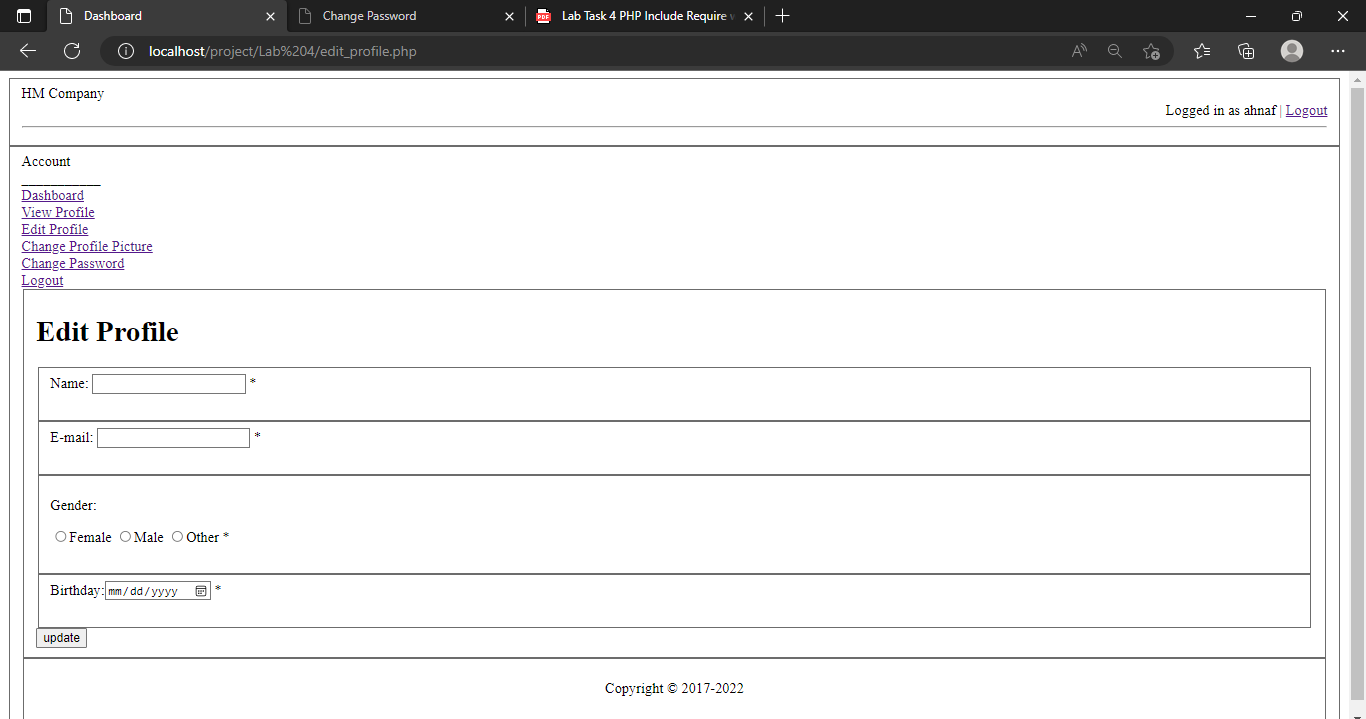 Dashboard
Change Password
Lab Task 4 PHP Include Require
localhost/project/Lab%204/edit_profile.php
HM Company
Logged in as ahnaf | Logout
Account
___________
Dashboard
View Profile
Edit Profile
Change Profile Picture
Change Password
Logout
Edit Profile
Name: *
E-mail: *
Gender:
Female Male Other *
Birthday: mm/dd/yyyy *
update
Copyright © 2017-2022